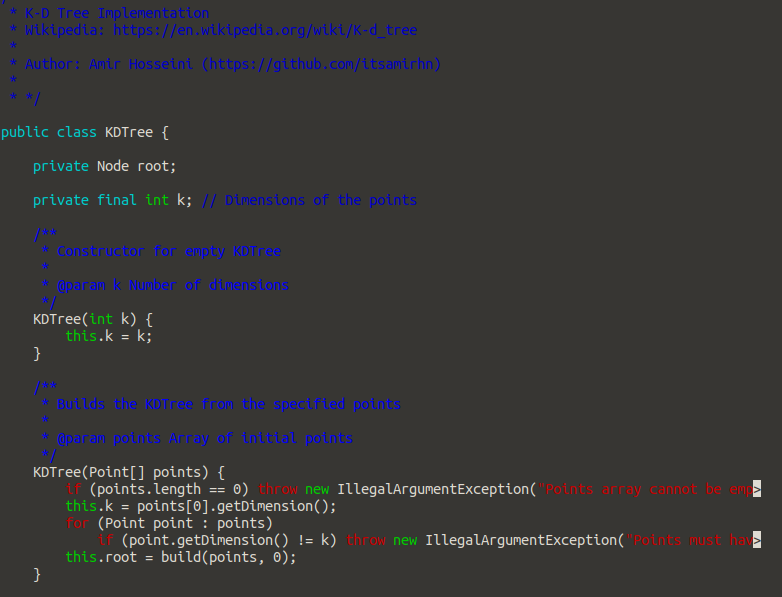 /
 * K-D Tree Implementation
 * Wikipedia: https://en.wikipedia.org/wiki/K-d_tree
 *
 * Author: Amir Hosseini (https://github.com/itsamirhn)
 *
 * */

public class KDTree {

    private Node root;

    private final int k; // Dimensions of the points

    /**
     * Constructor for empty KDTree
     *
     * @param k Number of dimensions
     */
    KDTree(int k) {
        this.k = k;
    }

    /**
     * Builds the KDTree from the specified points
     *
     * @param points Array of initial points
     */
    KDTree(Point[] points) {
        if (points.length == 0) throw new IllegalArgumentException("Points array cannot be emp>
        this.k = points[0].getDimension();
        for (Point point : points)
            if (point.getDimension() != k) throw new IllegalArgumentException("Points must hav>
        this.root = build(points, 0);
    }